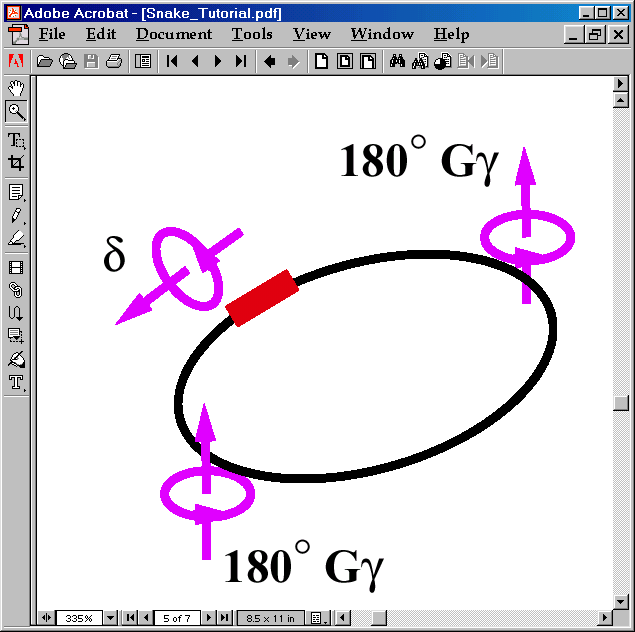 Adobe Acrobat - [Snake_Tutorial.pdf]
File Edit Document Tools View Window Help
180° Gγ
δ
180° Gγ
335% 5 of 7 8.5 x 11 in